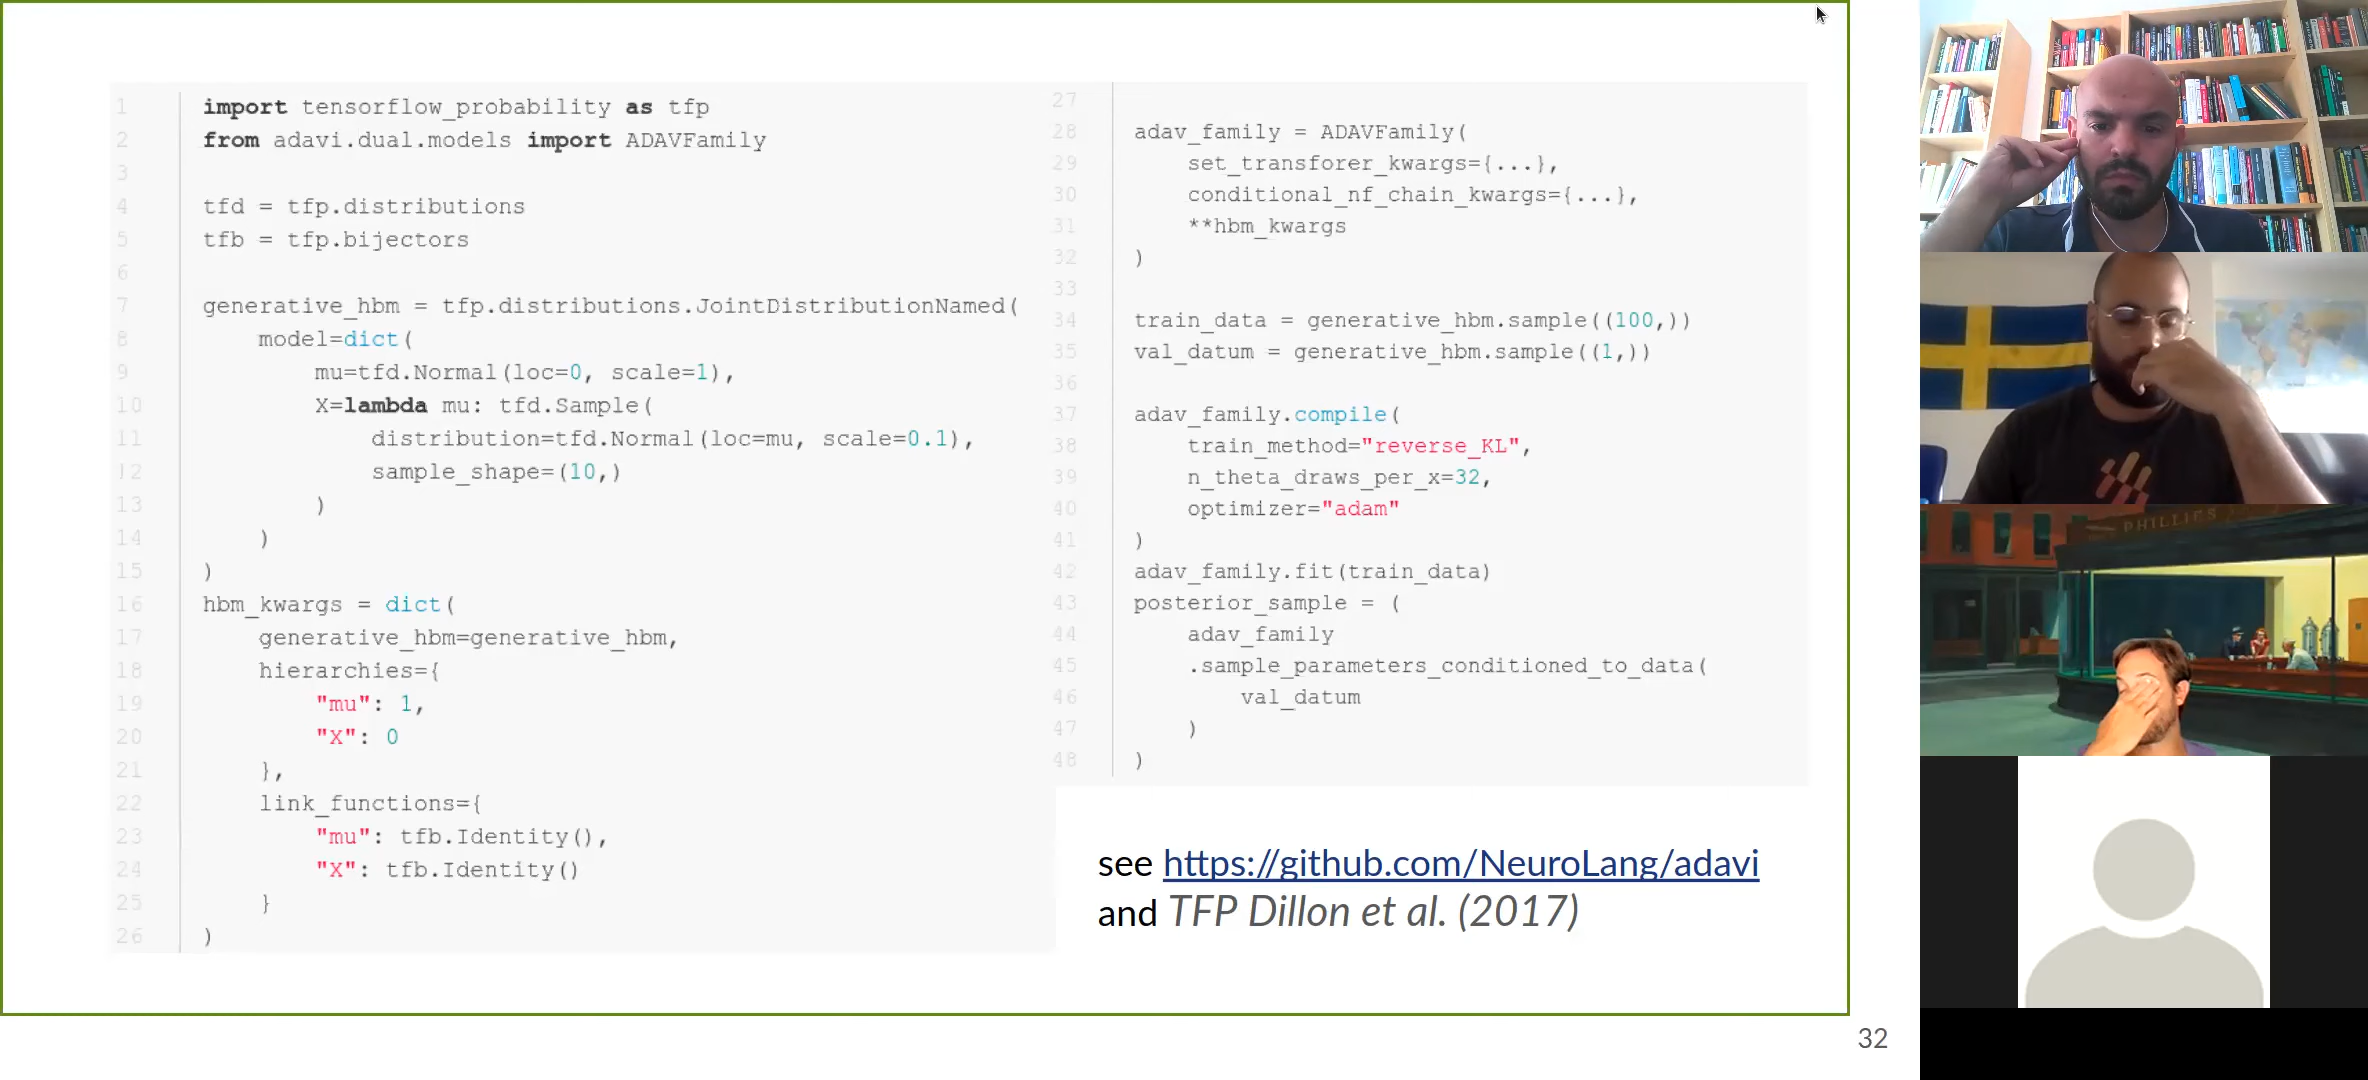 1 import tensorflow_probability as tfp
2 from adavi.dual.models import ADAVFamily
3
4 tfd = tfp.distributions
5 tfb = tfp.bijectors
6
7 generative_hbm = tfp.distributions.JointDistributionNamed(
8     model=dict(
9         mu=tfd.Normal(loc=0, scale=1),
10         X=lambda mu: tfd.Sample(
11             distribution=tfd.Normal(loc=mu, scale=0.1),
12             sample_shape=(10,)
13         )
14     )
15 )
16 hbm_kwargs = dict(
17     generative_hbm=generative_hbm,
18     hierarchies={
19         "mu": 1,
20         "X": 0
21     },
22     link_functions={
23         "mu": tfb.Identity(),
24         "X": tfb.Identity()
25     }
26 )
27
28 adav_family = ADAVFamily(
29     set_transforer_kwargs={...},
30     conditional_nf_chain_kwargs={...},
31     **hbm_kwargs
32 )
33
34 train_data = generative_hbm.sample((100,))
35 val_datum = generative_hbm.sample((1,))
36
37 adav_family.compile(
38     train_method="reverse_KL",
39     n_theta_draws_per_x=32,
40     optimizer="adam"
41 )
42 adav_family.fit(train_data)
43 posterior_sample = (
44     adav_family
45     .sample_parameters_conditioned_to_data(
46         val_datum
47     )
48 )
see https://github.com/NeuroLang/adavi
and TFP Dillon et al. (2017)
32
PHILLIES